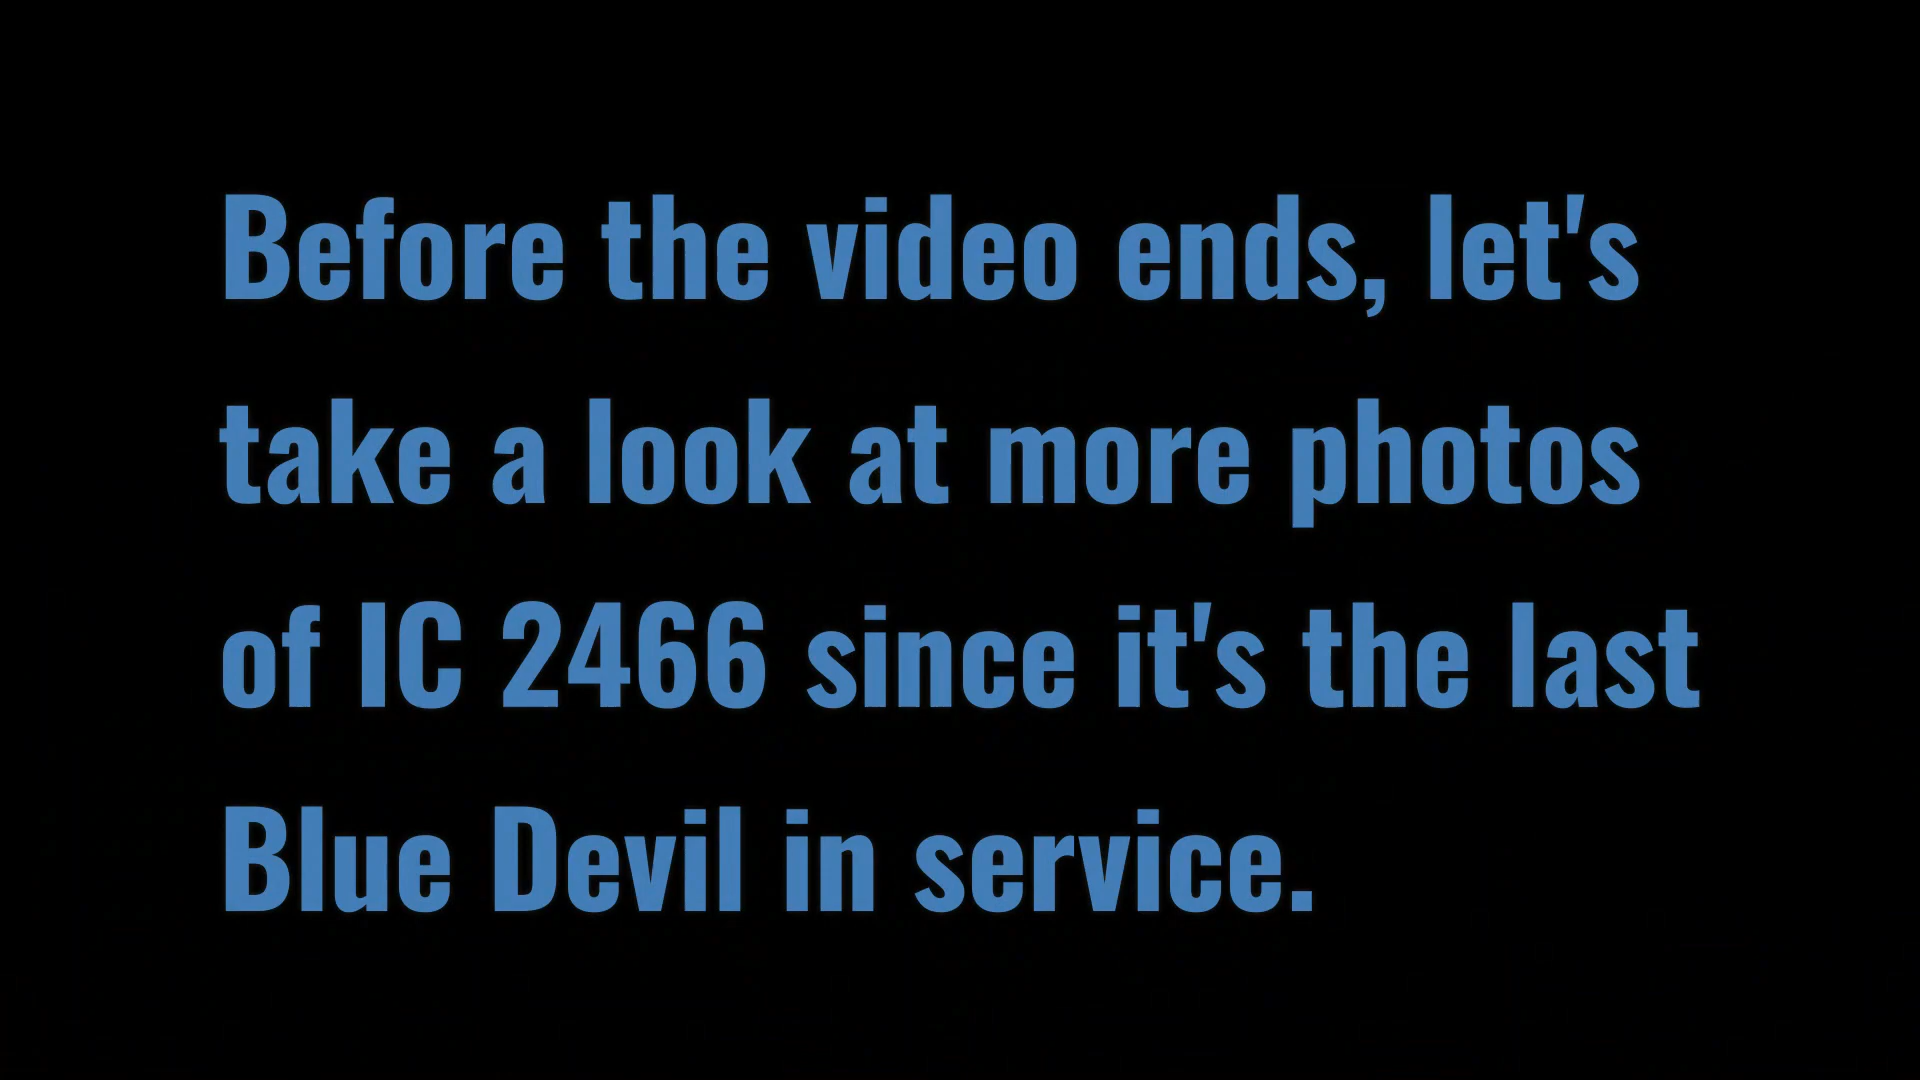 Before the video ends, let's
take a look at more photos
of IC 2466 since it's the last
Blue Devil in service.